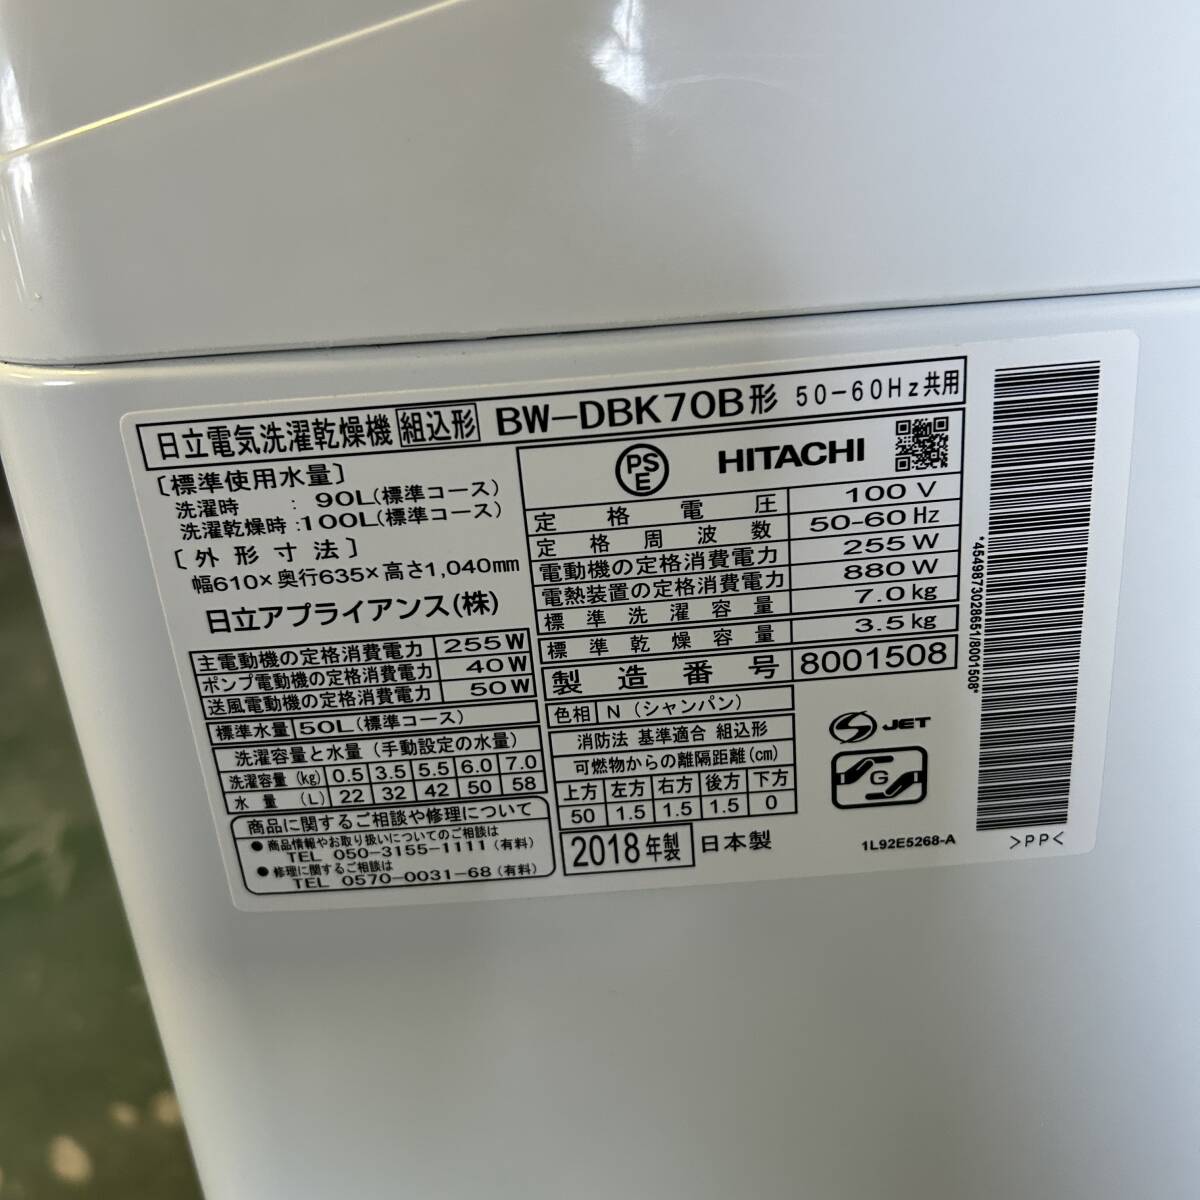 日立電気洗濯乾燥機 組込形 BW-DBK70B形 50-60Hz共用
〔標準使用水量〕
洗濯時 : 90L(標準コース)
洗濯乾燥時 : 100L(標準コース)
〔外形寸法〕
幅610×奥行635×高さ1,040mm
日立アプライアンス(株)
主電動機の定格消費電力 255W
ポンプ電動機の定格消費電力 40W
送風電動機の定格消費電力 50W
標準水量 50L(標準コース)
洗濯容量と水量 (手動設定の水量)
洗濯容量 (kg) 0.5 3.5 5.5 6.0 7.0
水量 (L) 22 32 42 50 58
商品に関するご相談や修理について
●商品情報やお取り扱いについてのご相談は
TEL 050-3155-1111 (有料)
●修理に関するご相談は
TEL 0570-0031-68 (有料)
PSE HITACHI
定格電圧 100 V
定格周波数 50-60 Hz
電動機の定格消費電力 255 W
電熱装置の定格消費電力 880 W
標準洗濯容量 7.0 kg
標準乾燥容量 3.5 kg
製造番号 8001508
色相 N (シャンパン)
消防法 基準適合 組込形
可燃物からの離隔距離(cm)
上方 左方 右方 後方 下方
50 1.5 1.5 1.5 0
2018年製 日本製
S JET
G
1L92E5268-A
*4549873028651/8001508*
>PP<